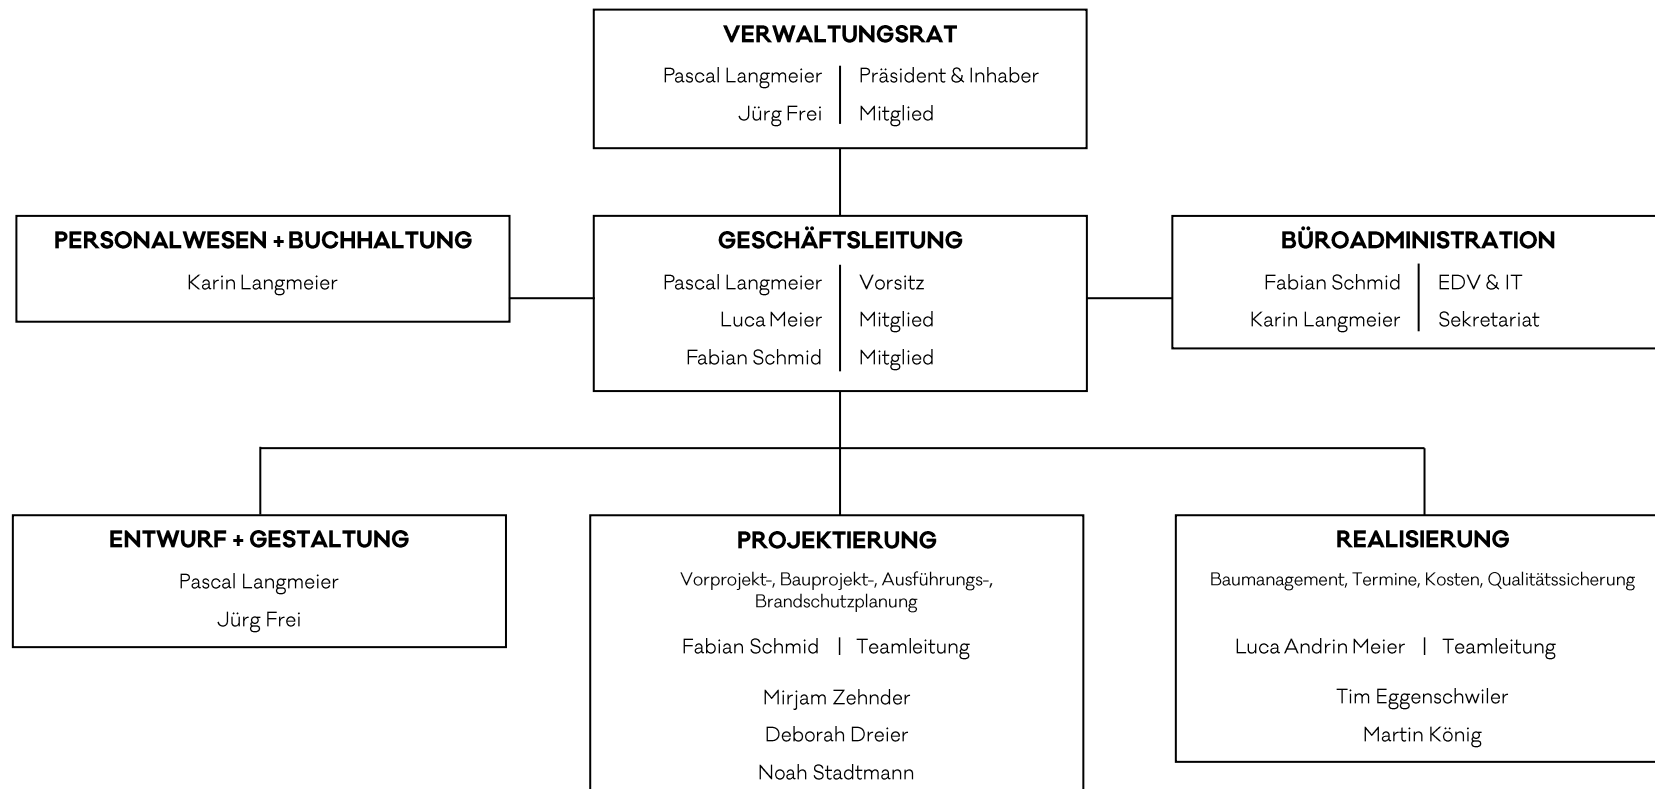 VERWALTUNGSRAT
Pascal Langmeier | Präsident & Inhaber
Jürg Frei | Mitglied
PERSONALWESEN + BUCHHALTUNG
Karin Langmeier
GESCHÄFTSLEITUNG
Pascal Langmeier | Vorsitz
Luca Meier | Mitglied
Fabian Schmid | Mitglied
BÜROADMINISTRATION
Fabian Schmid | EDV & IT
Karin Langmeier | Sekretariat
ENTWURF + GESTALTUNG
Pascal Langmeier
Jürg Frei
PROJEKTIERUNG
Vorprojekt-, Bauprojekt-, Ausführungs-,
Brandschutzplanung
Fabian Schmid | Teamleitung
Mirjam Zehnder
Deborah Dreier
Noah Stadtmann
REALISIERUNG
Baumanagement, Termine, Kosten, Qualitätssicherung
Luca Andrin Meier | Teamleitung
Tim Eggenschwiler
Martin König